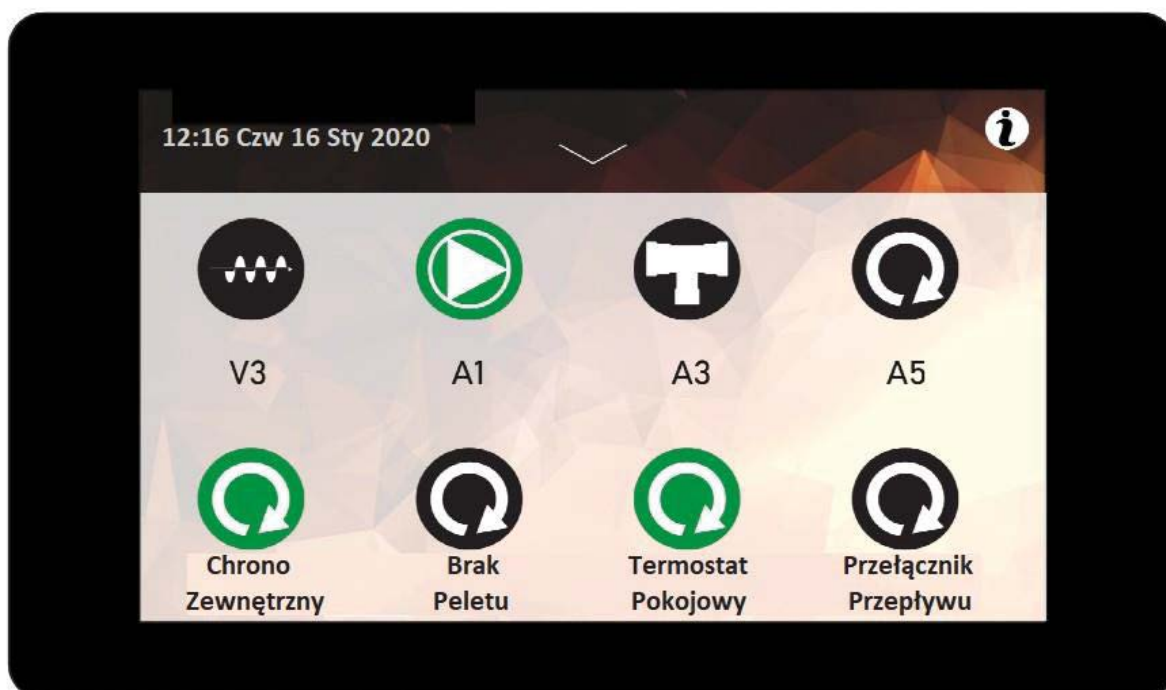 12:16 Czw 16 Sty 2020
i
V3
A1
A3
A5
Chrono
Zewnętrzny
Brak
Peletu
Termostat
Pokojowy
Przełącznik
Przepływu